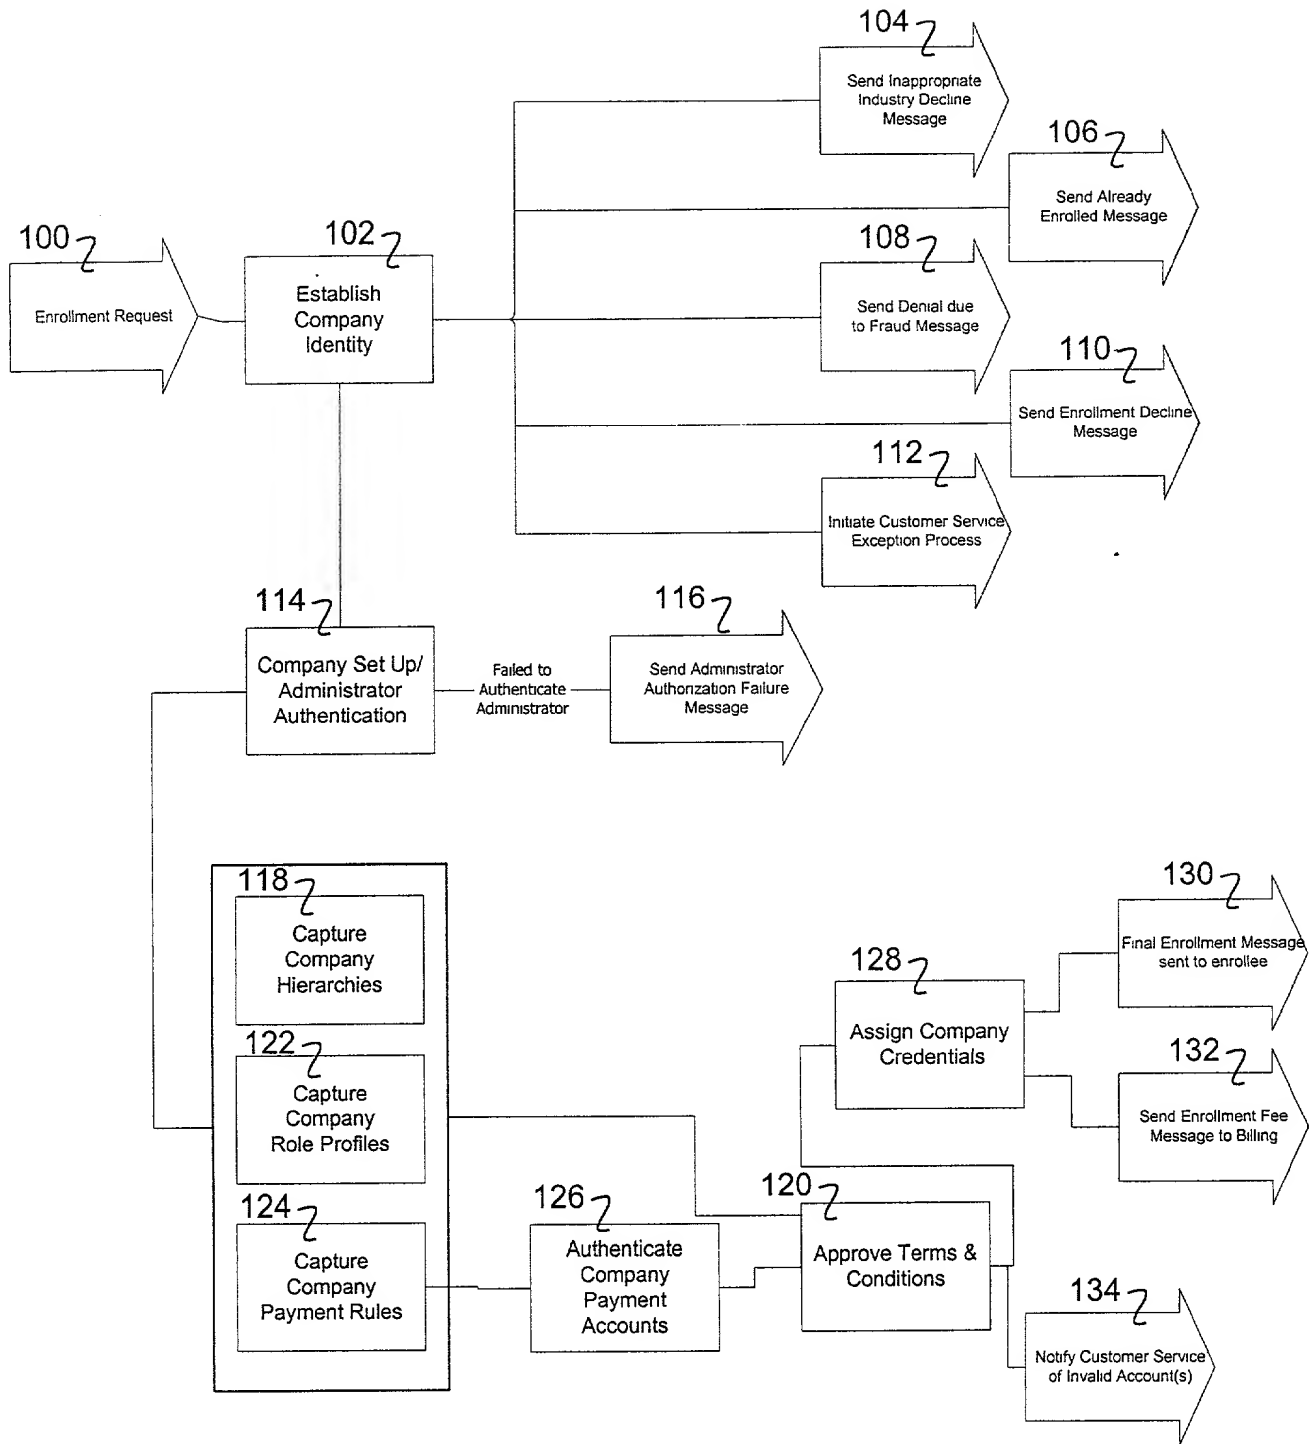 104
Send Inappropriate
Industry Decline
Message
106
Send Already
Enrolled Message
100
Enrollment Request
102
Establish
Company
Identity
108
Send Denial due
to Fraud Message
110
Send Enrollment Decline
Message
112
Initiate Customer Service
Exception Process
114
Company Set Up/
Administrator
Authentication
Failed to
Authenticate
Administrator
116
Send Administrator
Authorization Failure
Message
118
Capture
Company
Hierarchies
122
Capture
Company
Role Profiles
124
Capture
Company
Payment Rules
126
Authenticate
Company
Payment
Accounts
120
Approve Terms &
Conditions
128
Assign Company
Credentials
130
Final Enrollment Message
sent to enrollee
132
Send Enrollment Fee
Message to Billing
134
Notify Customer Service
of Invalid Account(s)